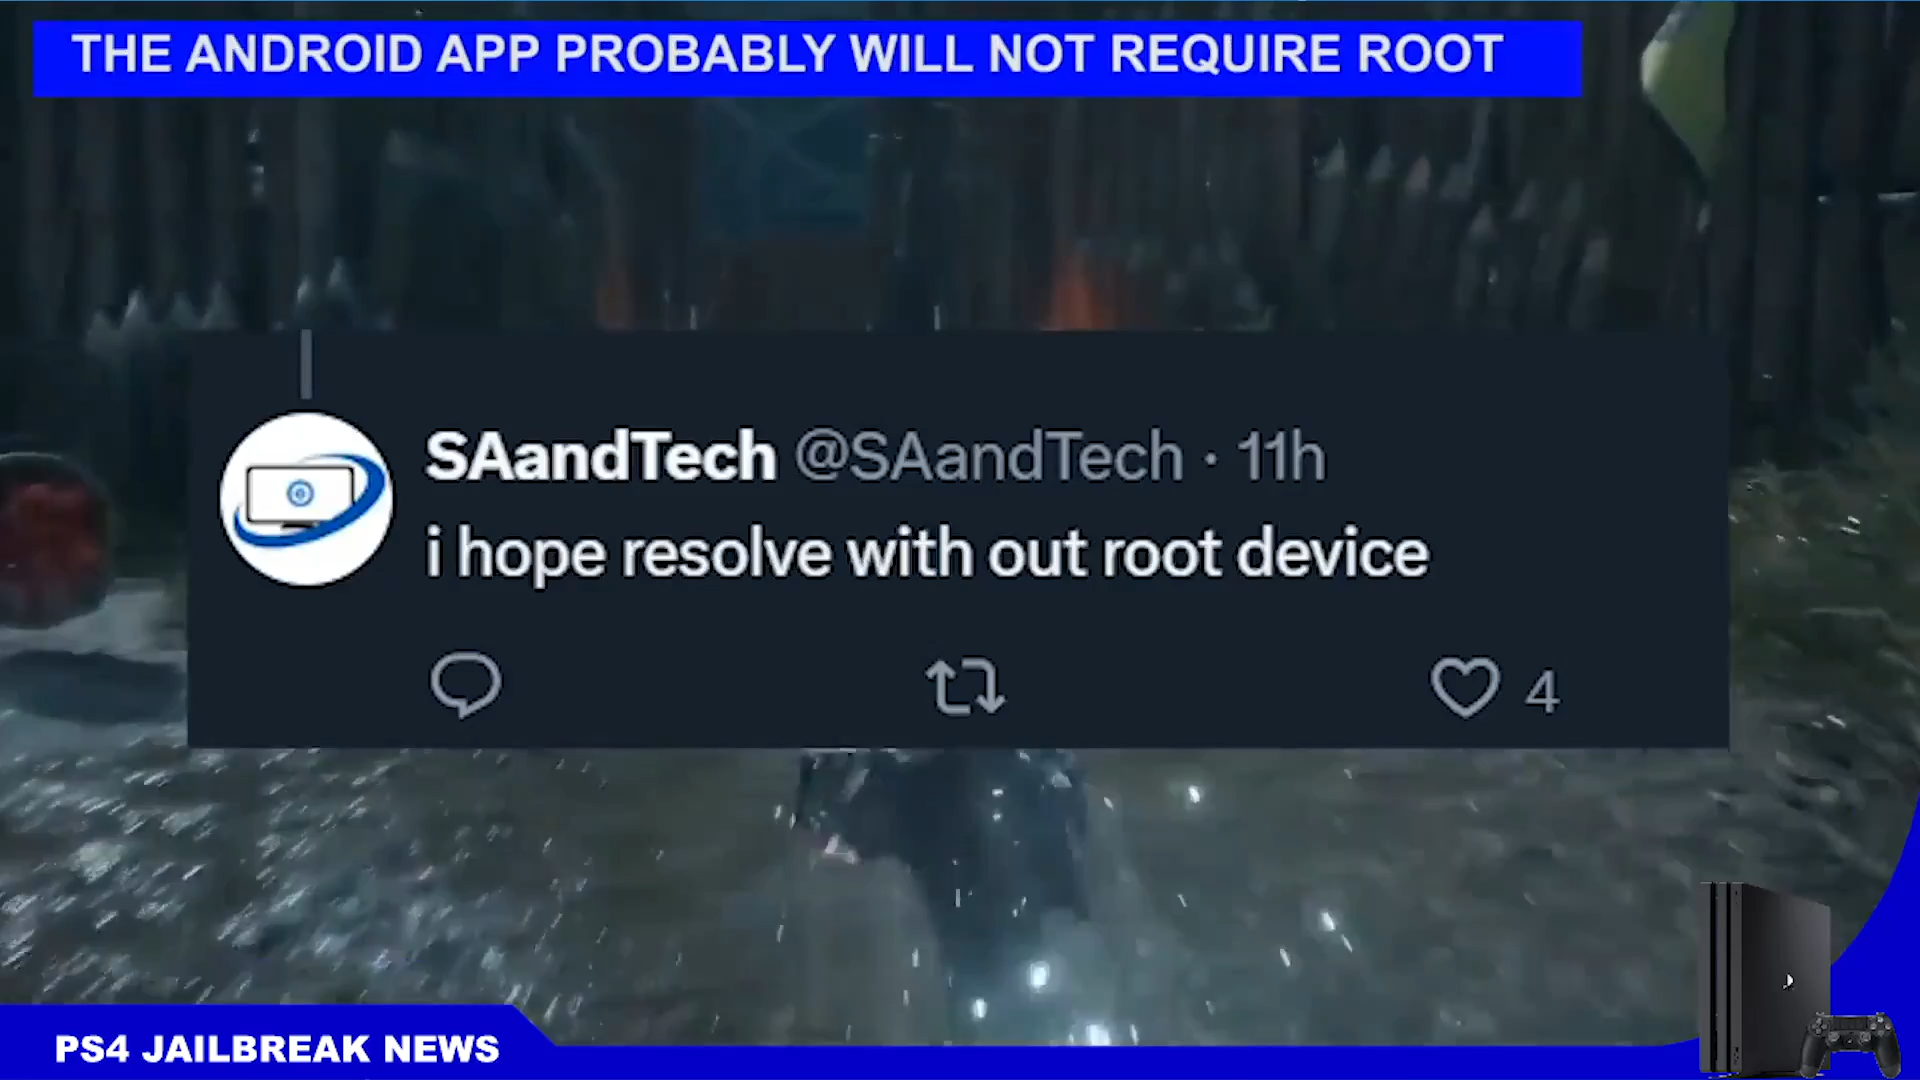 THE ANDROID APP PROBABLY WILL NOT REQUIRE ROOT
SAandTech @SAandTech · 11h
i hope resolve with out root device
4
PS4 JAILBREAK NEWS